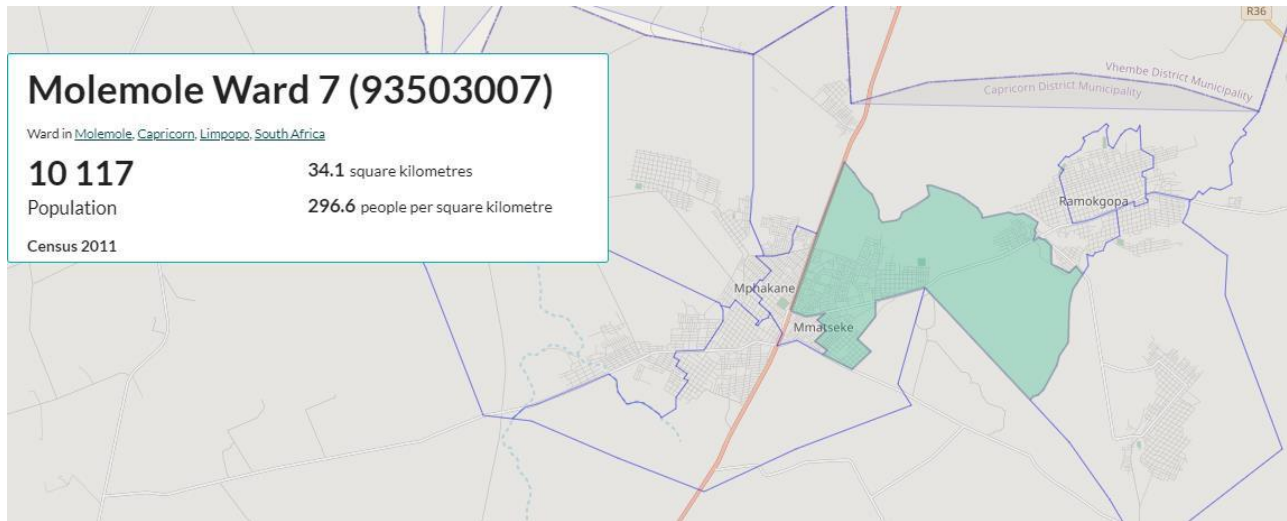 R36
Molemole Ward 7 (93503007)
Ward in Molemole, Capricorn, Limpopo, South Africa
10 117
Population
34.1 square kilometres
296.6 people per square kilometre
Census 2011
Vhembe District Municipality
Capricorn District Municipality
Ramokgopa
Mphakane
Mmatseke